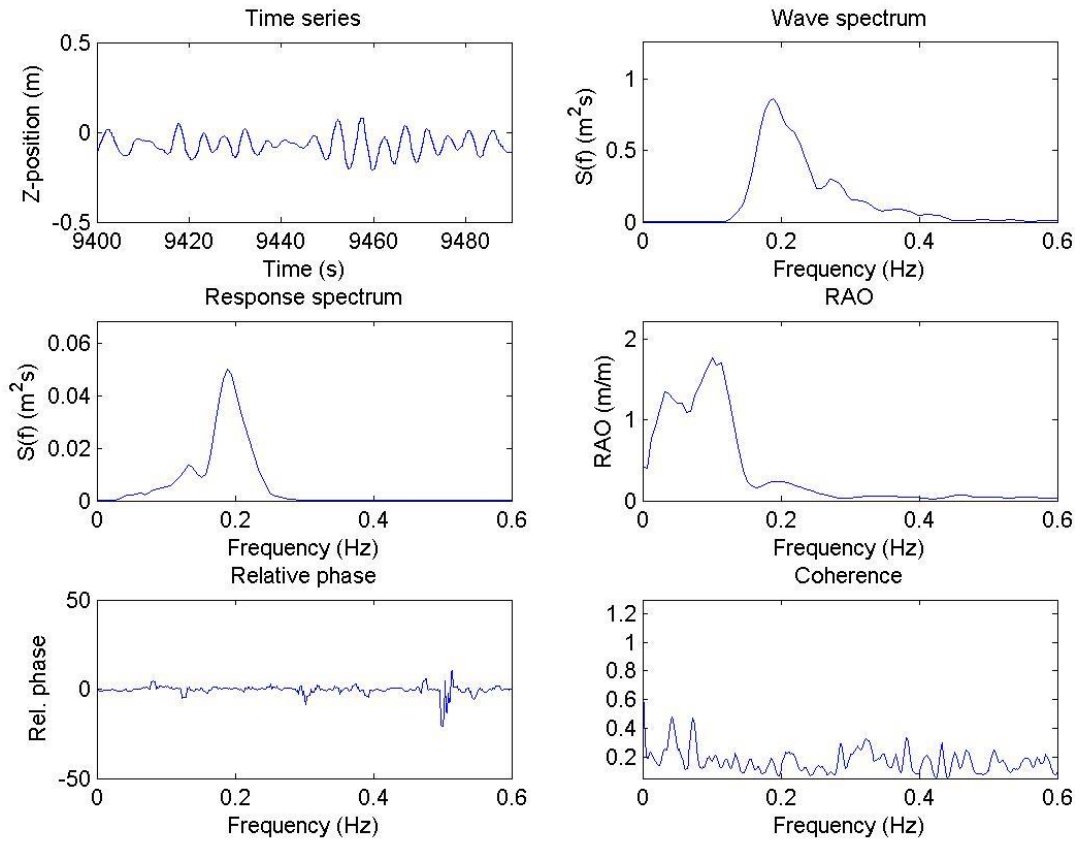 Time series
0.5
0
-0.5
Z-position (m)
9400 9420 9440 9460 9480
Time (s)
Wave spectrum
1
0.5
0
S(f) (m²s)
0 0.2 0.4 0.6
Frequency (Hz)
Response spectrum
0.06
0.04
0.02
0
S(f) (m²s)
0 0.2 0.4 0.6
Frequency (Hz)
RAO
2
1
0
RAO (m/m)
0 0.2 0.4 0.6
Frequency (Hz)
Relative phase
50
0
-50
Rel. phase
0 0.2 0.4 0.6
Frequency (Hz)
Coherence
1.2
1
0.8
0.6
0.4
0.2
0 0.2 0.4 0.6
Frequency (Hz)